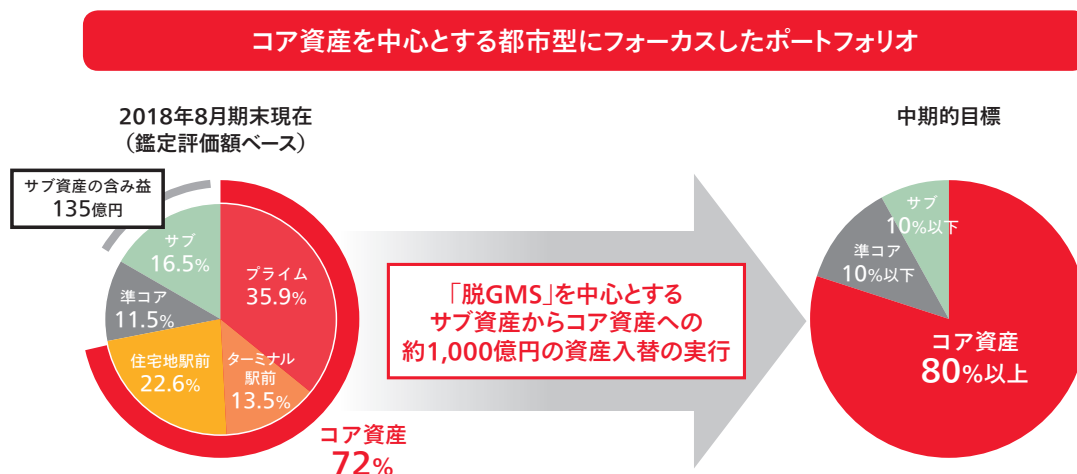 コア資産を中心とする都市型にフォーカスしたポートフォリオ
2018年8月期末現在
（鑑定評価額ベース）
サブ資産の含み益
135億円
サブ
16.5%
プライム
35.9%
準コア
11.5%
住宅地駅前
22.6%
ターミナル
駅前
13.5%
コア資産
72%
「脱GMS」を中心とする
サブ資産からコア資産への
約1,000億円の資産入替の実行
中期的目標
サブ
10%以下
準コア
10%以下
コア資産
80%以上